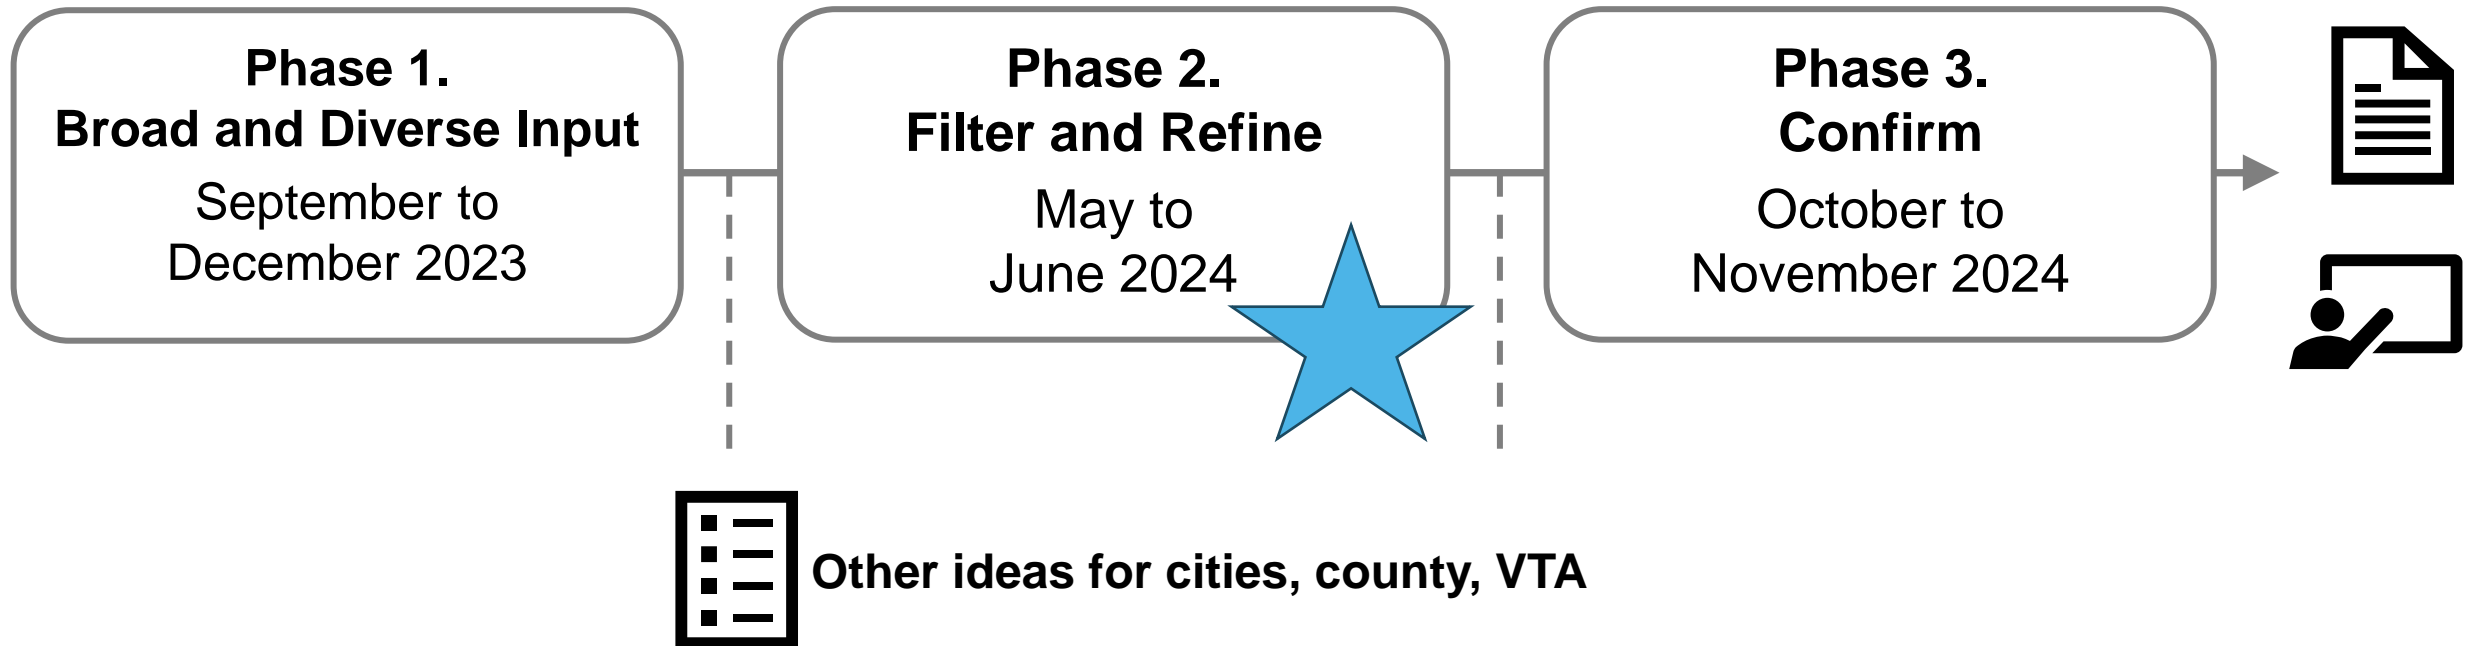 Phase 1.
Broad and Diverse Input
September to
December 2023
Phase 2.
Filter and Refine
May to
June 2024
Phase 3.
Confirm
October to
November 2024
Other ideas for cities, county, VTA